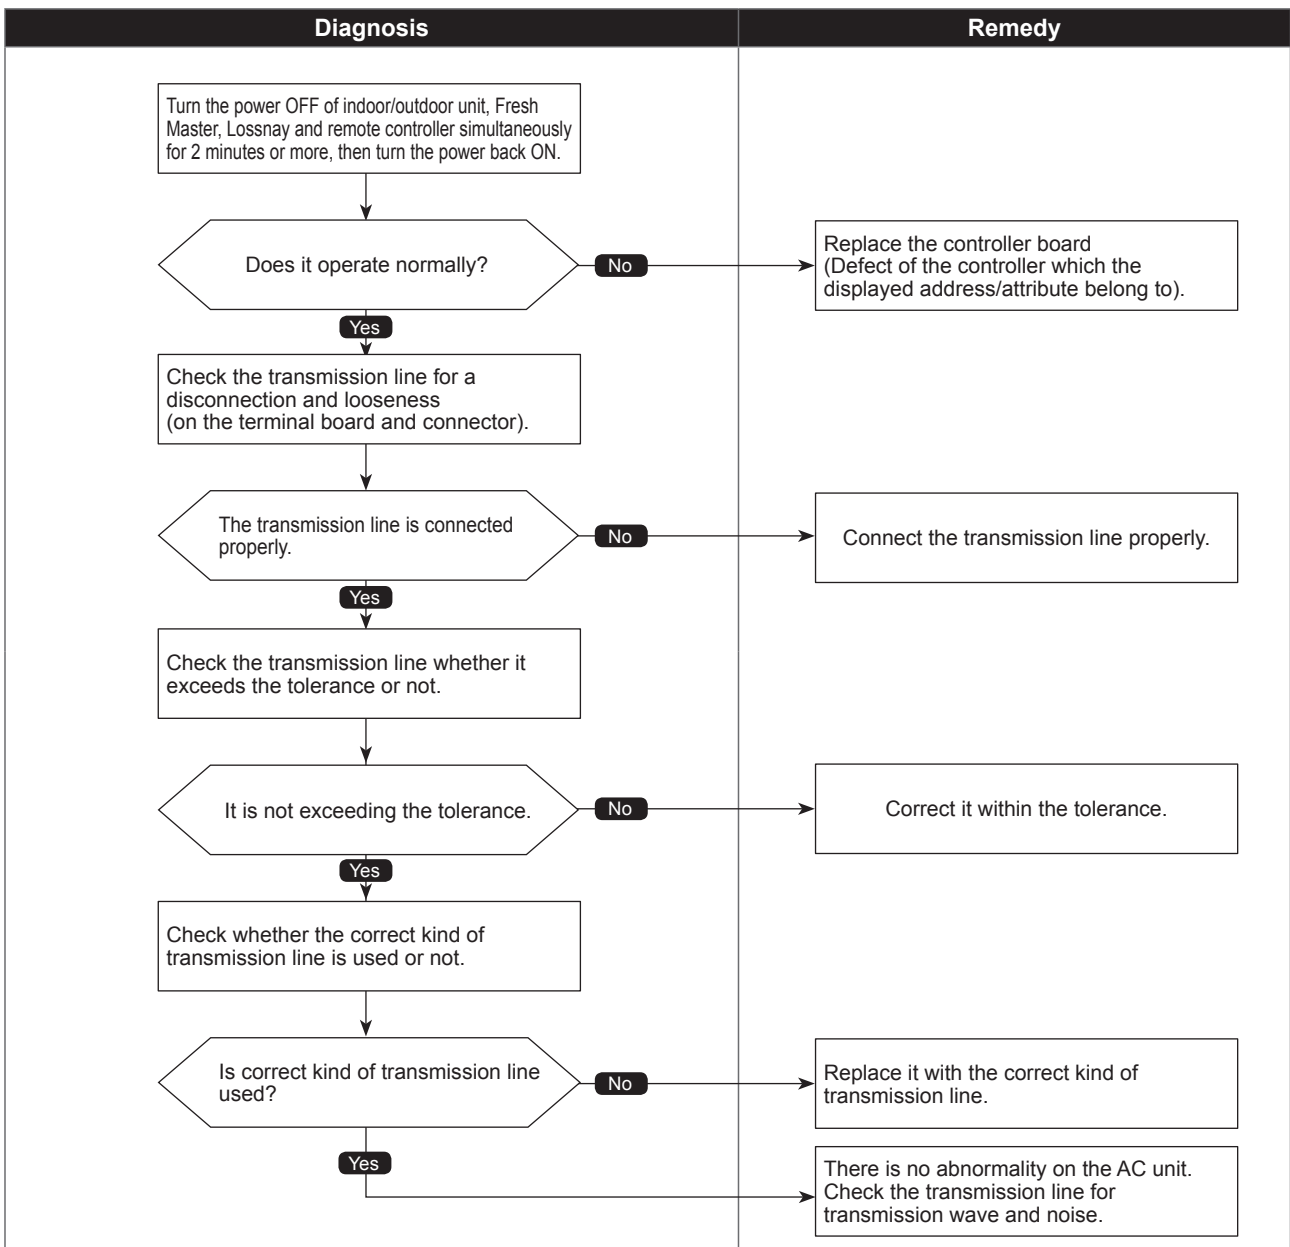 Diagnosis
Remedy
Turn the power OFF of indoor/outdoor unit, Fresh
Master, Lossnay and remote controller simultaneously
for 2 minutes or more, then turn the power back ON.
Does it operate normally?
No
Replace the controller board
(Defect of the controller which the
displayed address/attribute belong to).
Yes
Check the transmission line for a
disconnection and looseness
(on the terminal board and connector).
The transmission line is connected
properly.
No
Connect the transmission line properly.
Yes
Check the transmission line whether it
exceeds the tolerance or not.
It is not exceeding the tolerance.
No
Correct it within the tolerance.
Yes
Check whether the correct kind of
transmission line is used or not.
Is correct kind of transmission line
used?
No
Replace it with the correct kind of
transmission line.
Yes
There is no abnormality on the AC unit.
Check the transmission line for
transmission wave and noise.